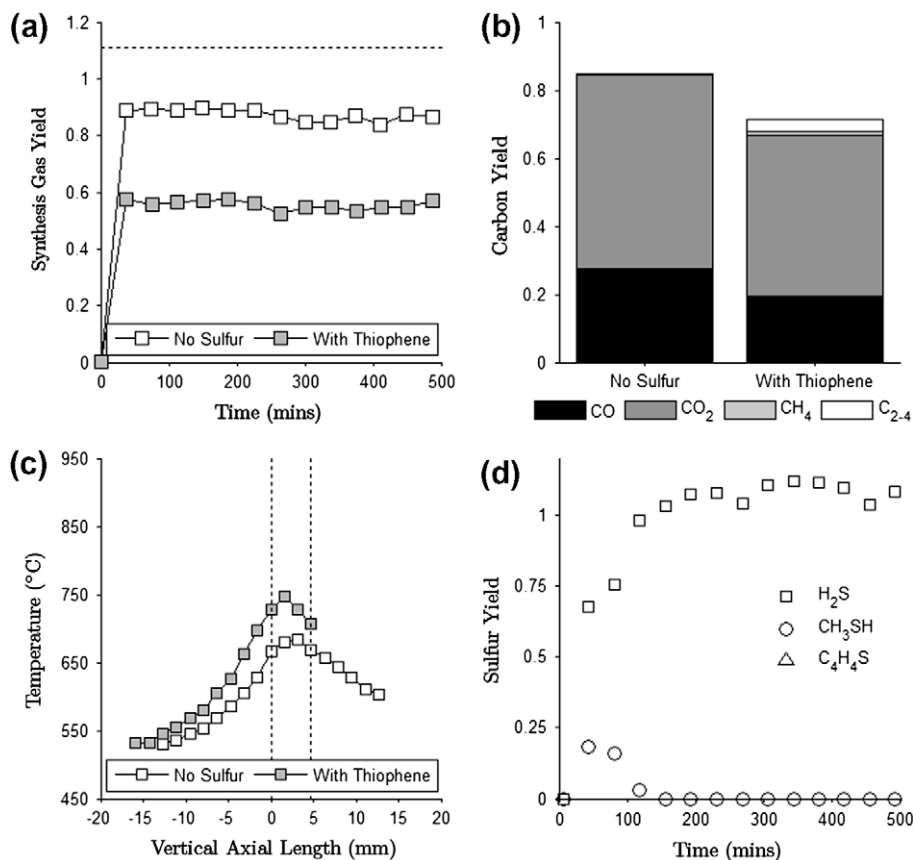 (a)
1.2
1
0.8
0.6
0.4
0.2
0
Synthesis Gas Yield
No Sulfur
With Thiophene
0 100 200 300 400 500
Time (mins)
(b)
1
0.8
0.6
0.4
0.2
0
Carbon Yield
No Sulfur With Thiophene
CO CO₂ CH₄ C₂₋₄
(c)
950
850
750
650
550
450
Temperature (°C)
No Sulfur With Thiophene
-20 -15 -10 -5 0 5 10 15 20
Vertical Axial Length (mm)
(d)
1
0.75
0.5
0.25
0
Sulfur Yield
H₂S
CH₃SH
C₄H₄S
0 100 200 300 400 500
Time (mins)